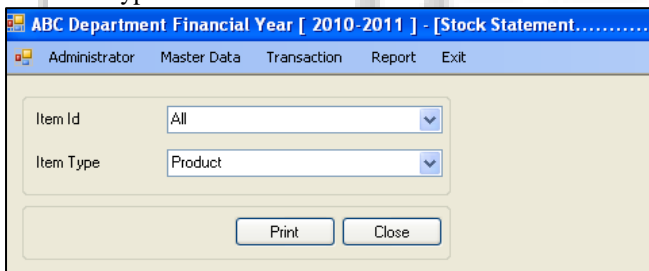 ABC Department Financial Year [ 2010-2011 ] - [Stock Statement...........
Administrator Master Data Transaction Report Exit
Item Id All
Item Type Product
Print Close